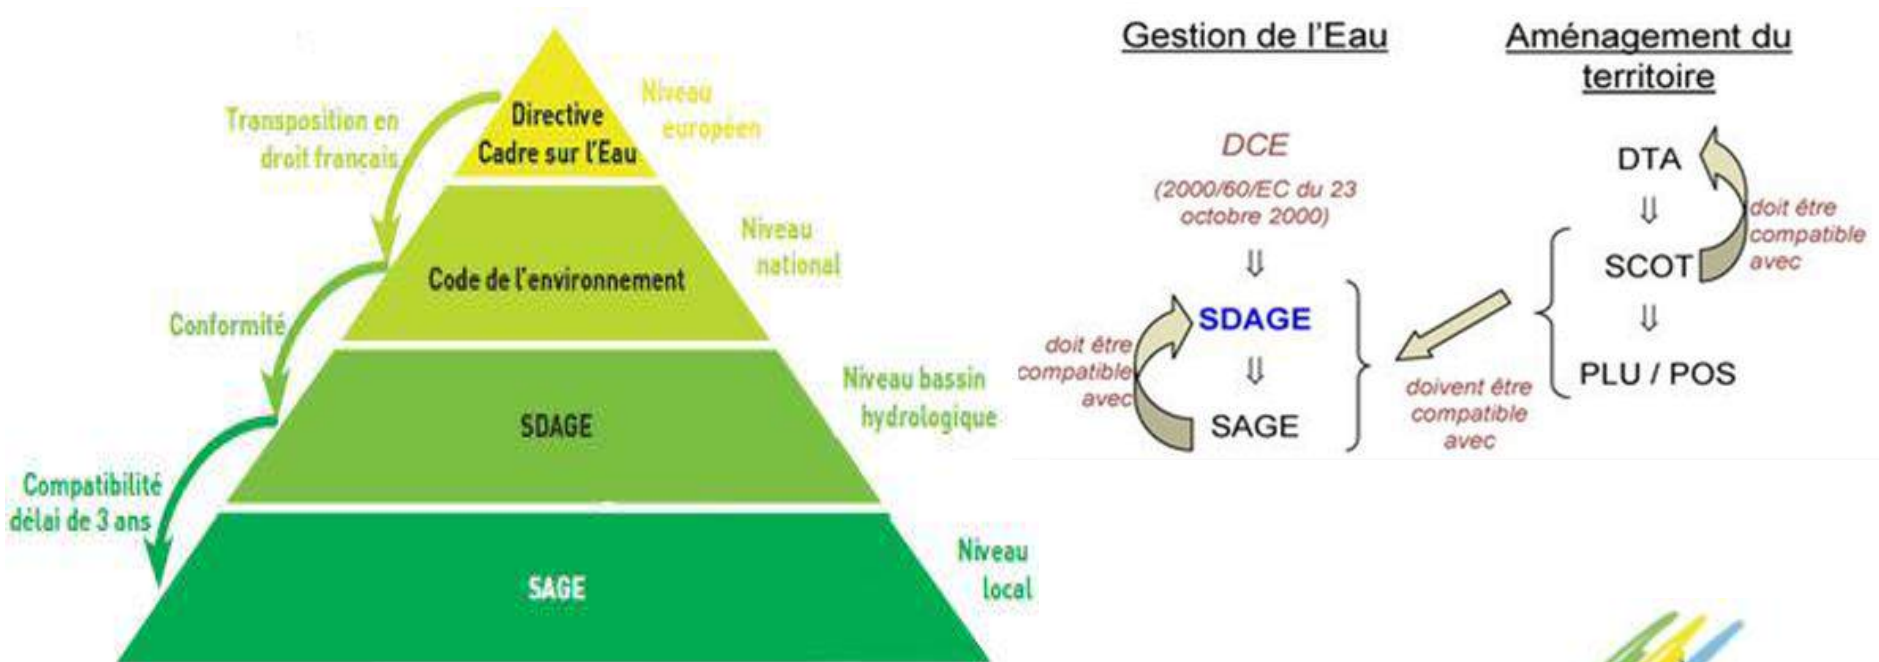 Directive
Cadre sur l'Eau
Niveau
européen
Transposition en
droit français
Code de l'environnement
Niveau
national
Conformité
SDAGE
Niveau bassin
hydrologique
Compatibilité
délai de 3 ans
SAGE
Niveau
local
Gestion de l'Eau
DCE
(2000/60/EC du 23
octobre 2000)
⇓
SDAGE
⇓
SAGE
doit être
compatible
avec
doivent être
compatible
avec
Aménagement du
territoire
DTA
⇓
SCOT
⇓
PLU / POS
doit être
compatible
avec